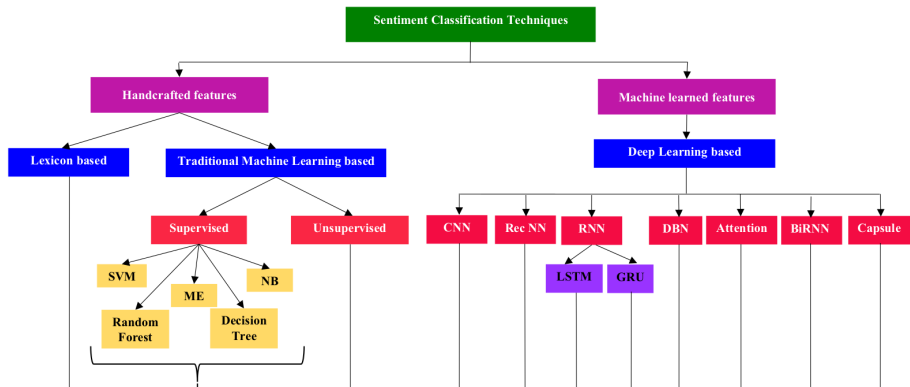 Sentiment Classification Techniques
Handcrafted features
Machine learned features
Lexicon based
Traditional Machine Learning based
Deep Learning based
Supervised
Unsupervised
CNN
Rec NN
RNN
DBN
Attention
BiRNN
Capsule
SVM
ME
NB
LSTM
GRU
Random
Forest
Decision
Tree